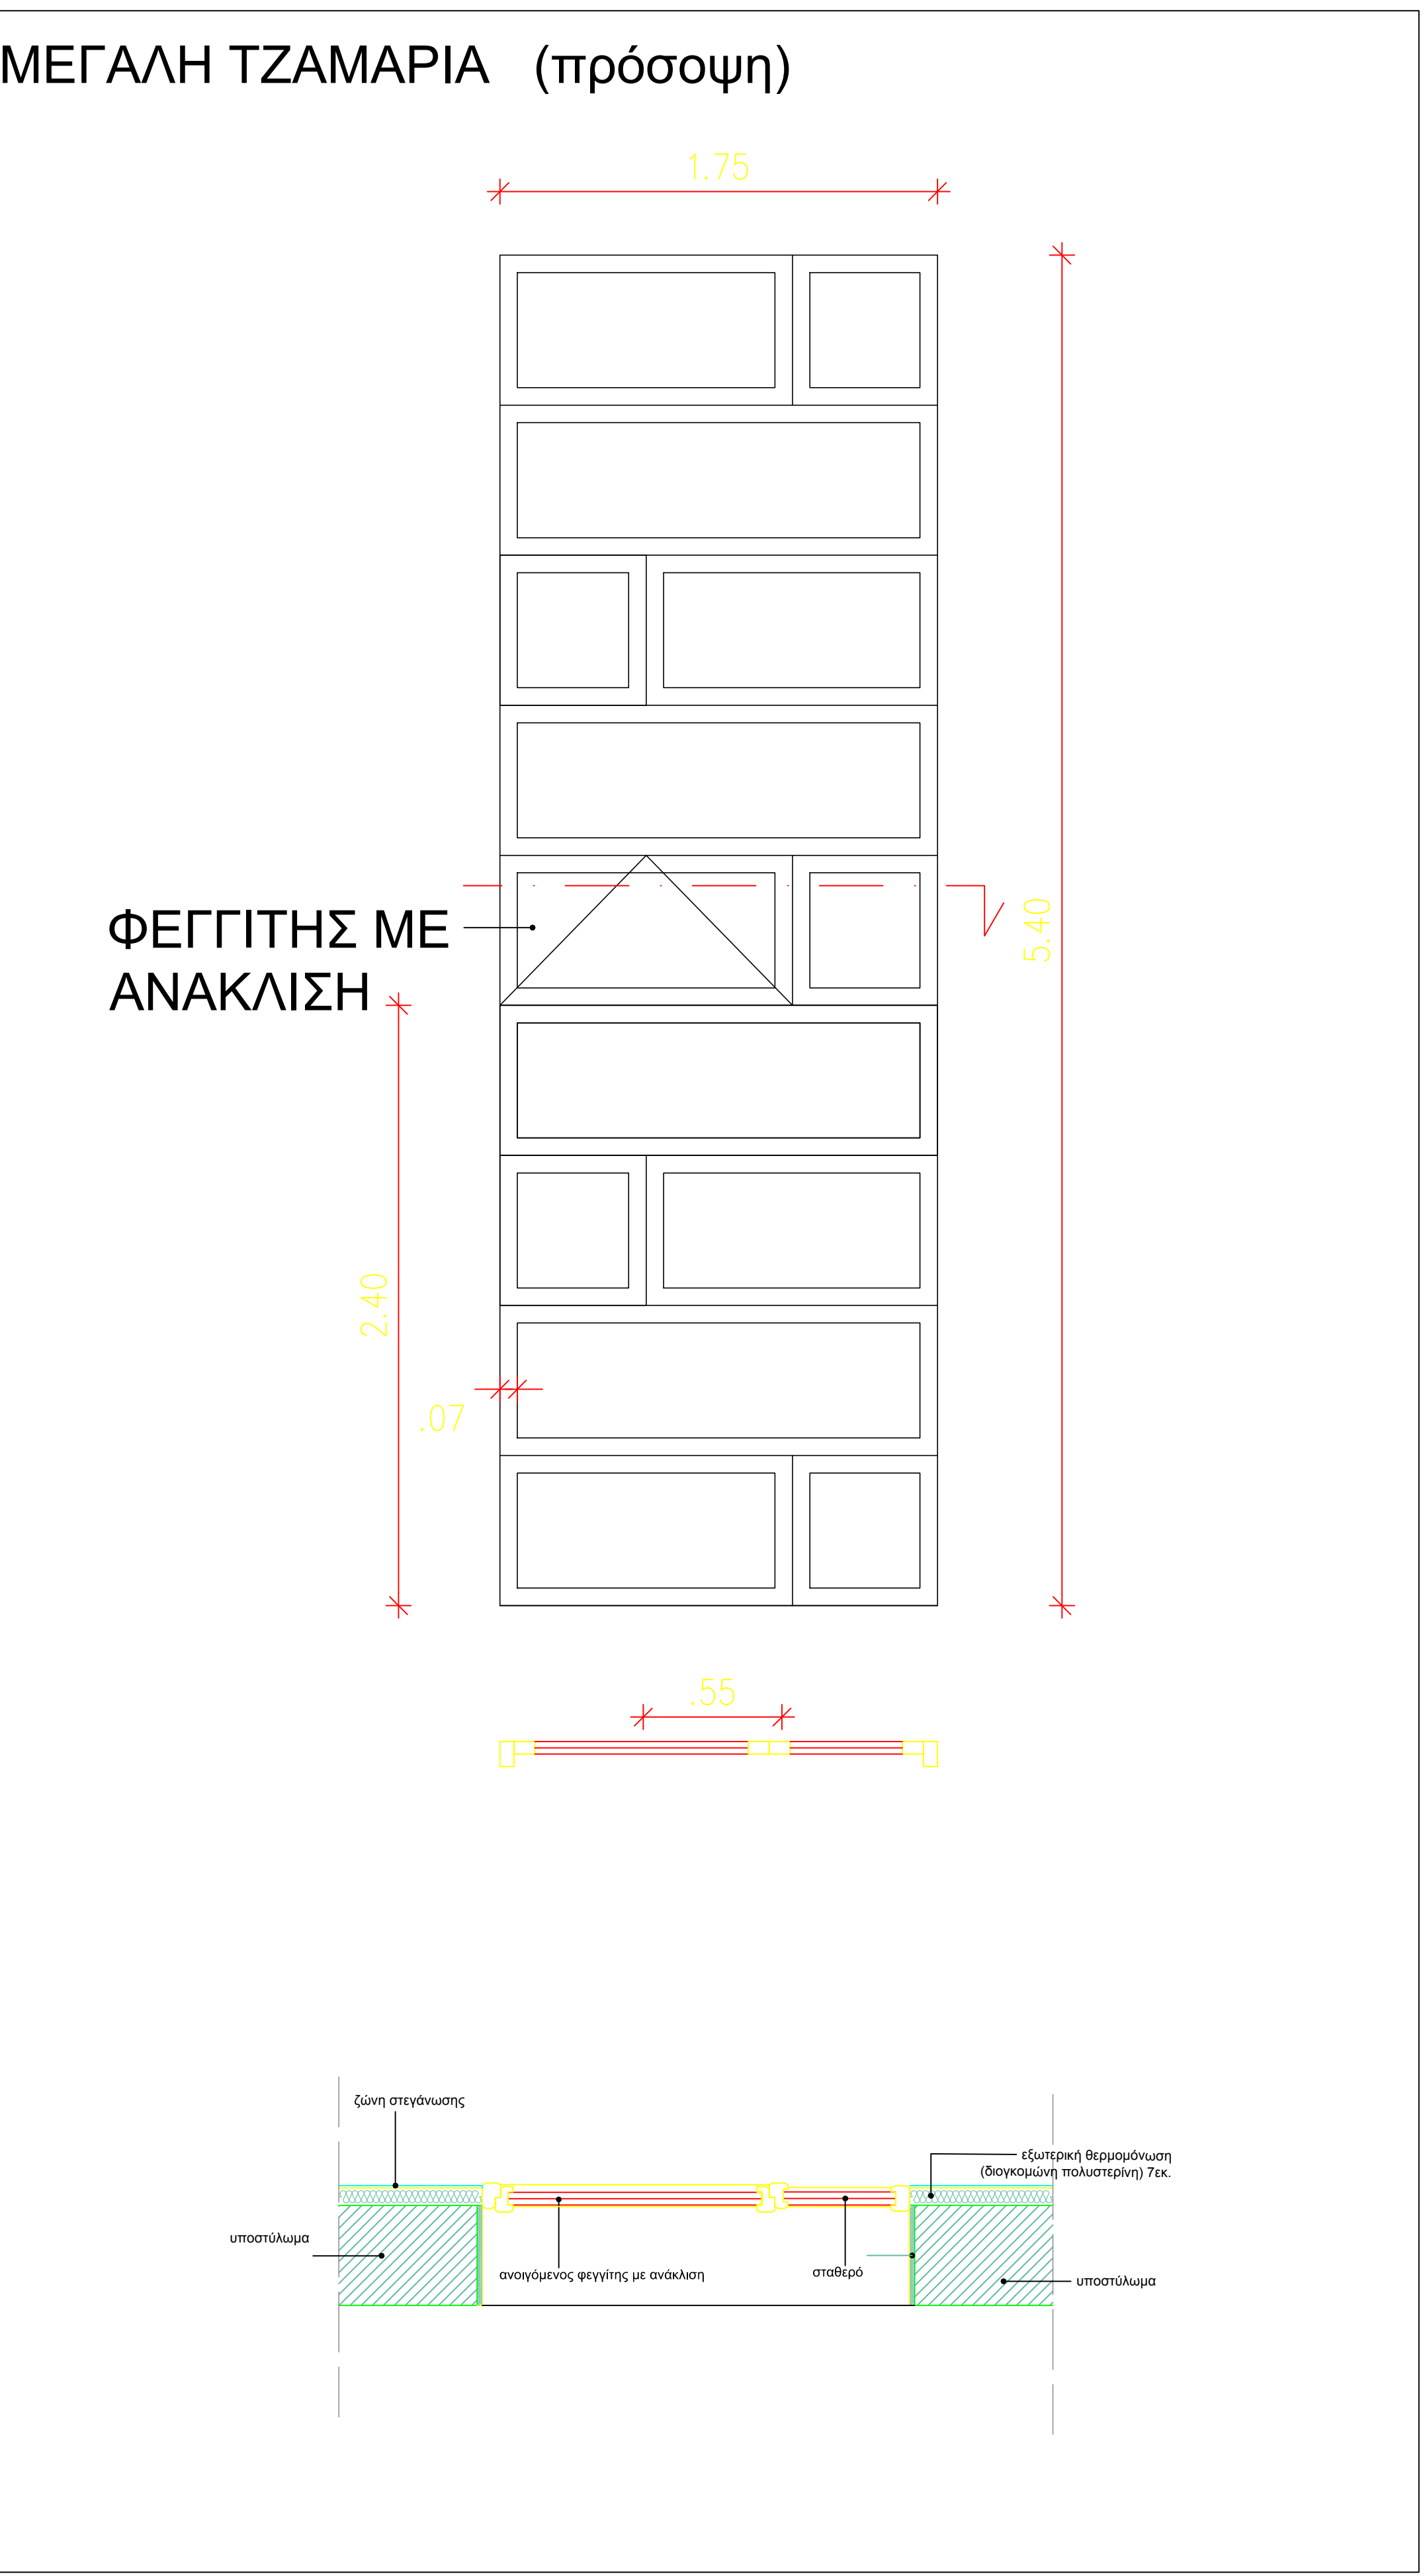 ΜΕΓΑΛΗ ΤΖΑΜΑΡΙΑ (πρόσοψη)
1.75
5.40
ΦΕΓΓΙΤΗΣ ΜΕ
ΑΝΑΚΛΙΣΗ
2.40
.07
.55
ζώνη στεγάνωσης
εξωτερική θερμομόνωση
(διογκομώνη πολυστερίνη) 7εκ.
υποστύλωμα
ανοιγόμενος φεγγίτης με ανάκλιση
σταθερό
υποστύλωμα